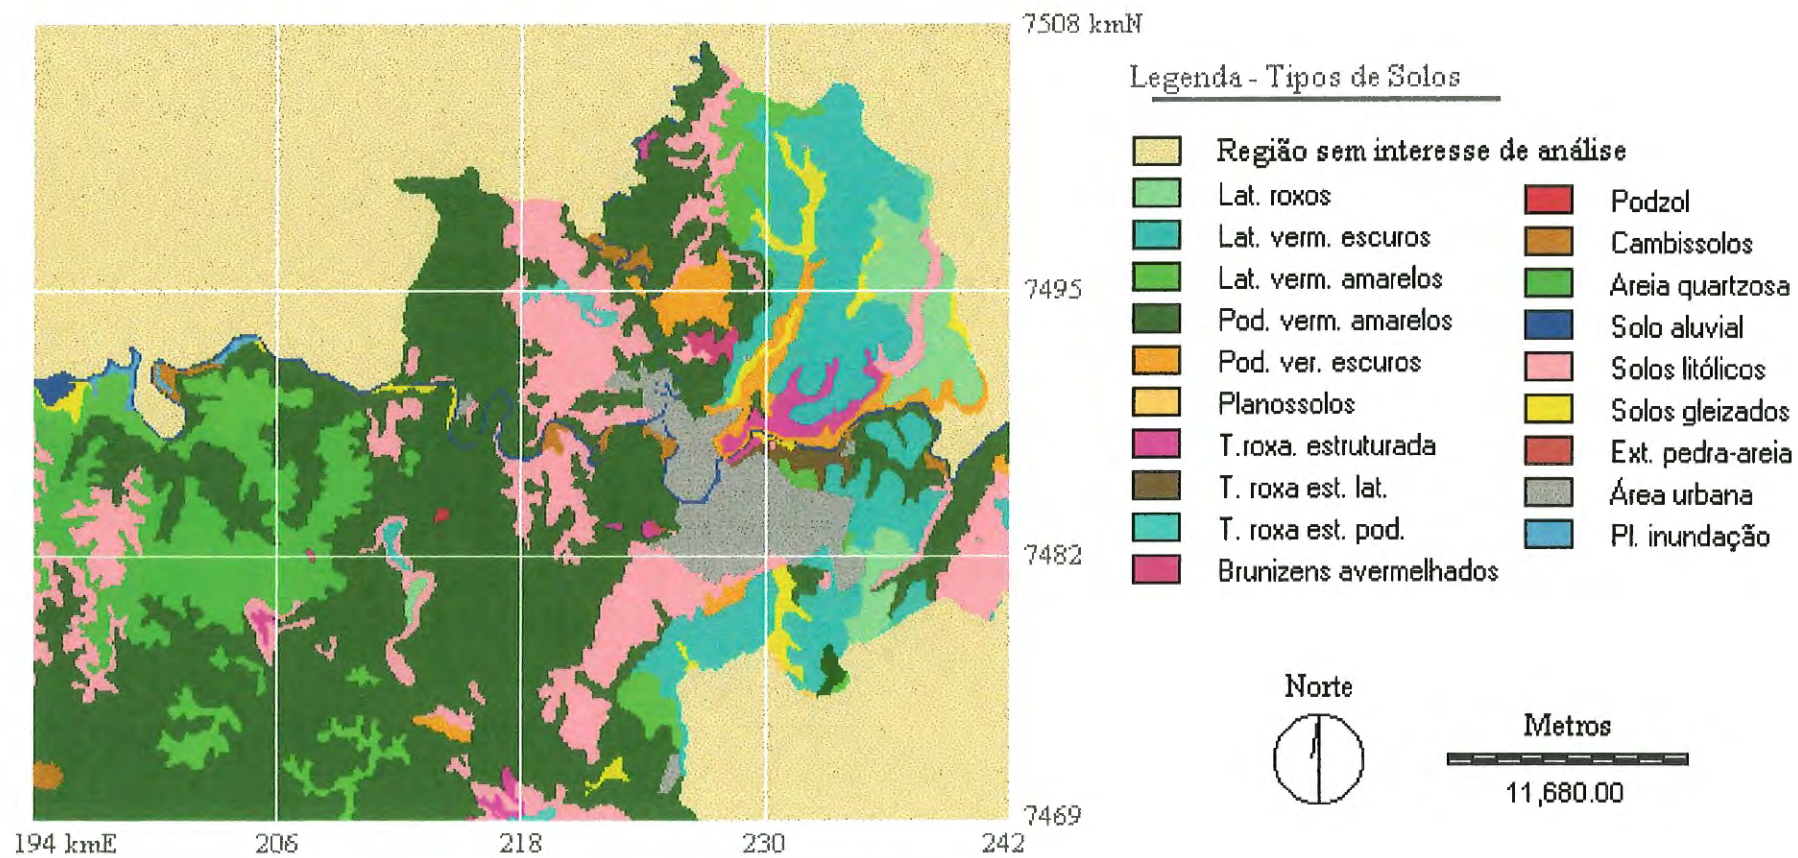 7508 kmN
Legenda - Tipos de Solos
Região sem interesse de análise
Lat. roxos
Lat. verm. escuros
Lat. verm. amarelos
Pod. verm. amarelos
Pod. ver. escuros
Planossolos
T.roxa. estruturada
T. roxa est. lat.
T. roxa est. pod.
Brunizens avermelhados
Podzol
Cambissolos
Areia quartzosa
Solo aluvial
Solos litólicos
Solos gleizados
Ext. pedra-areia
Área urbana
Pl. inundação
7495
7482
7469
194 kmE
206
218
230
242
Norte
Metros
11,680.00